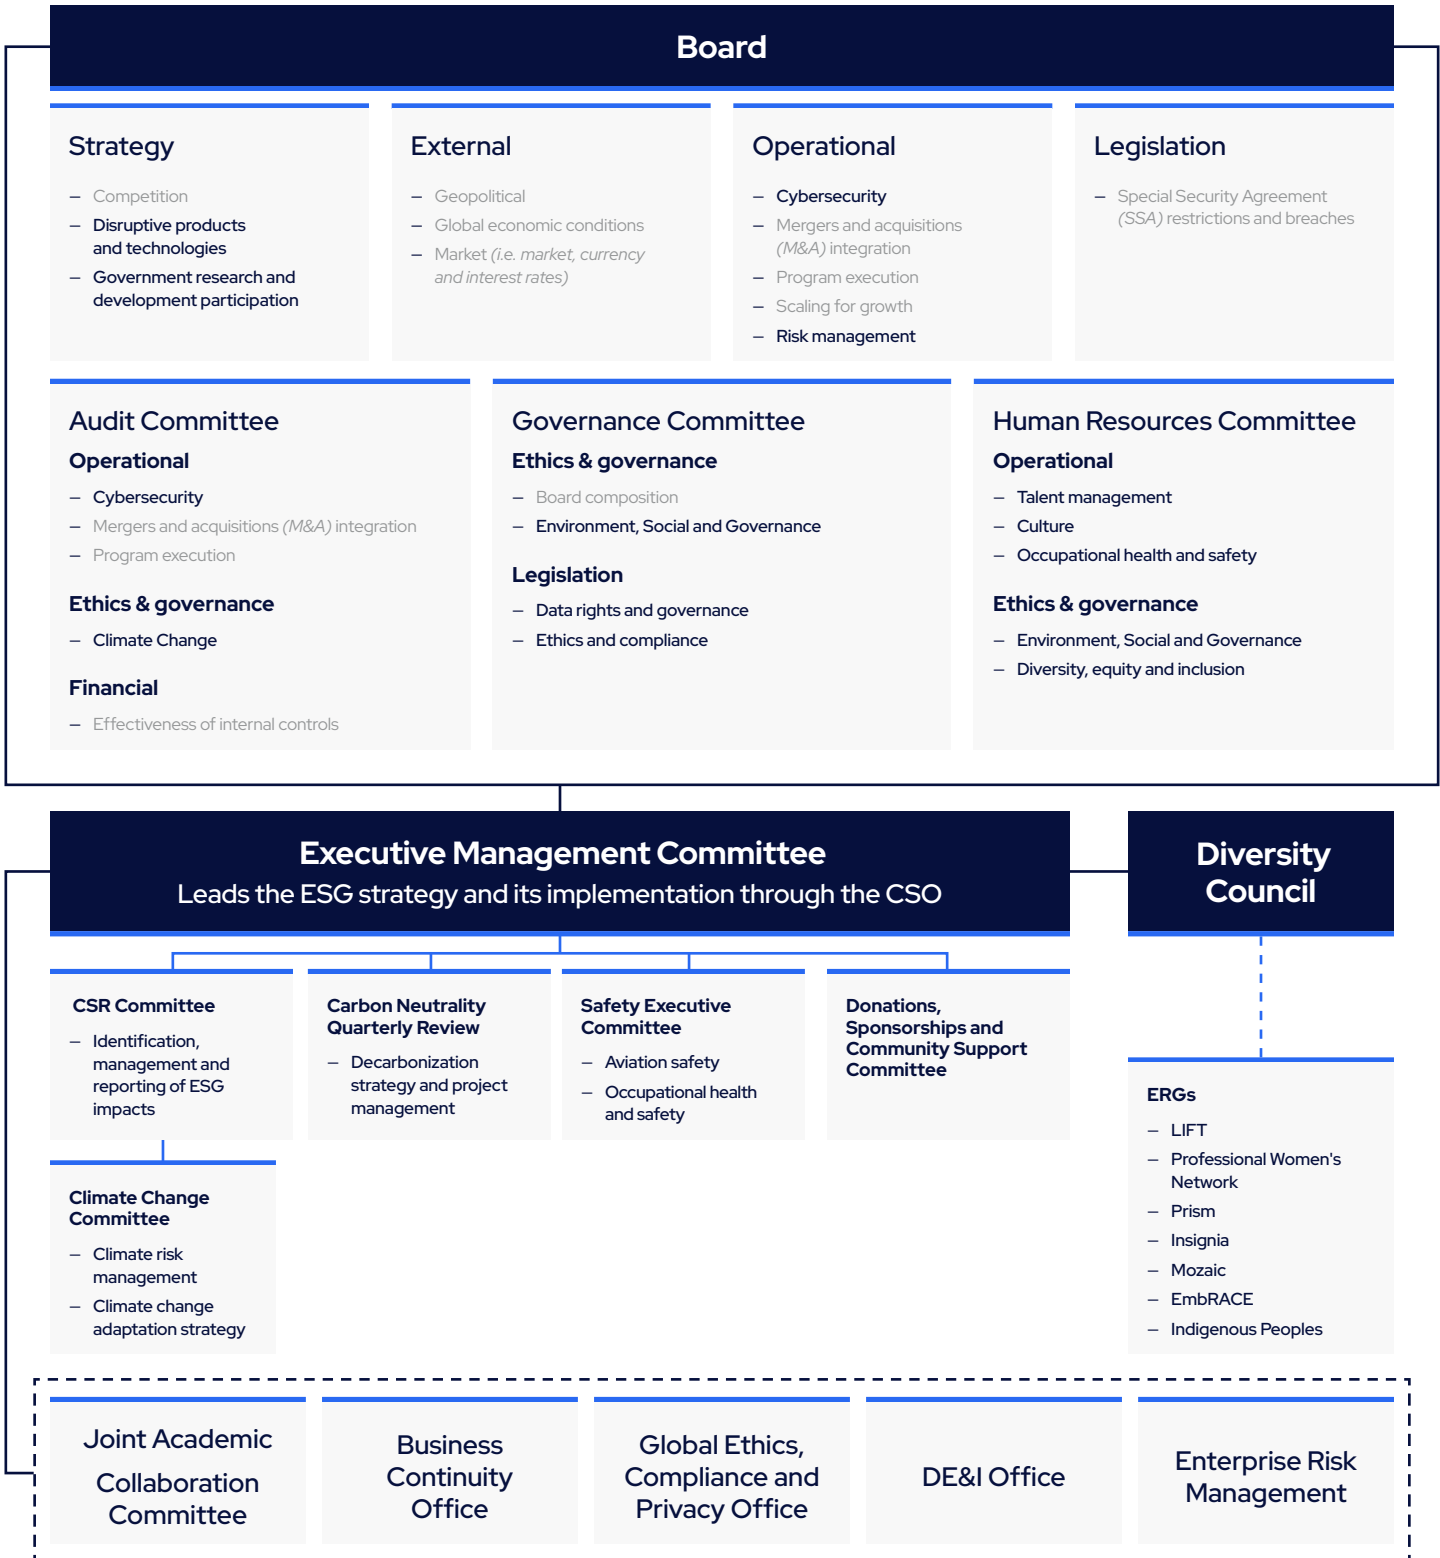 Board
Strategy
– Competition
– Disruptive products
and technologies
– Government research and
development participation
External
– Geopolitical
– Global economic conditions
– Market (i.e. market, currency
and interest rates)
Operational
– Cybersecurity
– Mergers and acquisitions
(M&A) integration
– Program execution
– Scaling for growth
– Risk management
Legislation
– Special Security Agreement
(SSA) restrictions and breaches
Audit Committee
Operational
– Cybersecurity
– Mergers and acquisitions (M&A) integration
– Program execution
Ethics & governance
– Climate Change
Financial
– Effectiveness of internal controls
Governance Committee
Ethics & governance
– Board composition
– Environment, Social and Governance
Legislation
– Data rights and governance
– Ethics and compliance
Human Resources Committee
Operational
– Talent management
– Culture
– Occupational health and safety
Ethics & governance
– Environment, Social and Governance
– Diversity, equity and inclusion
Executive Management Committee
Leads the ESG strategy and its implementation through the CSO
Diversity
Council
CSR Committee
– Identification,
management and
reporting of ESG
impacts
Carbon Neutrality
Quarterly Review
– Decarbonization
strategy and project
management
Safety Executive
Committee
– Aviation safety
– Occupational health
and safety
Donations,
Sponsorships and
Community Support
Committee
Climate Change
Committee
– Climate risk
management
– Climate change
adaptation strategy
ERGs
– LIFT
– Professional Women's
Network
– Prism
– Insignia
– Mozaic
– EmbRACE
– Indigenous Peoples
Joint Academic
Collaboration
Committee
Business
Continuity
Office
Global Ethics,
Compliance and
Privacy Office
DE&I Office
Enterprise Risk
Management